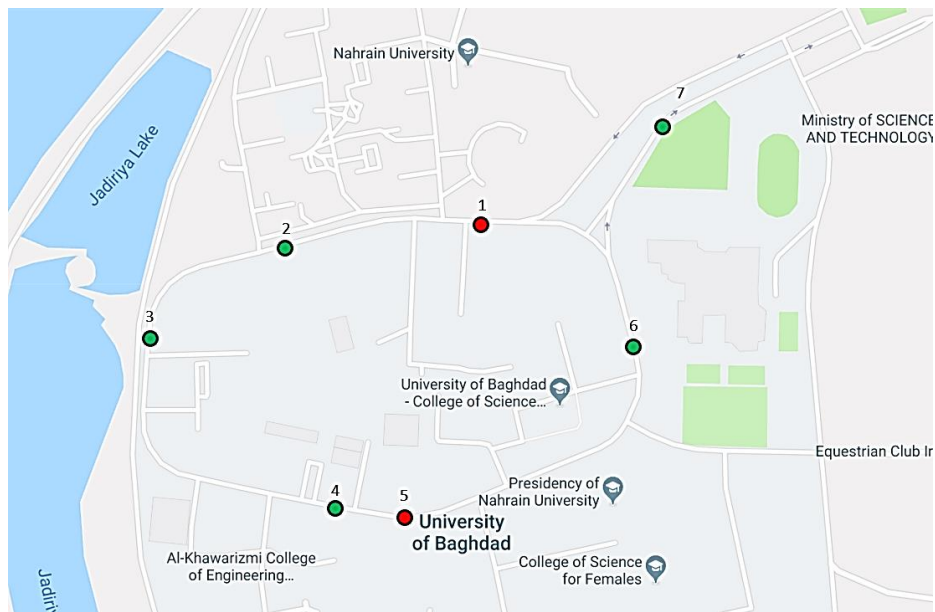 Nahrain University
7
Ministry of SCIENCE
AND TECHNOLOGY
Jadiriya Lake
1
2
3
6
University of Baghdad
- College of Science...
Equestrian Club Ir
4
5
Presidency of
Nahrain University
University
of Baghdad
Al-Khawarizmi College
of Engineering...
College of Science
for Females
Jadiriy